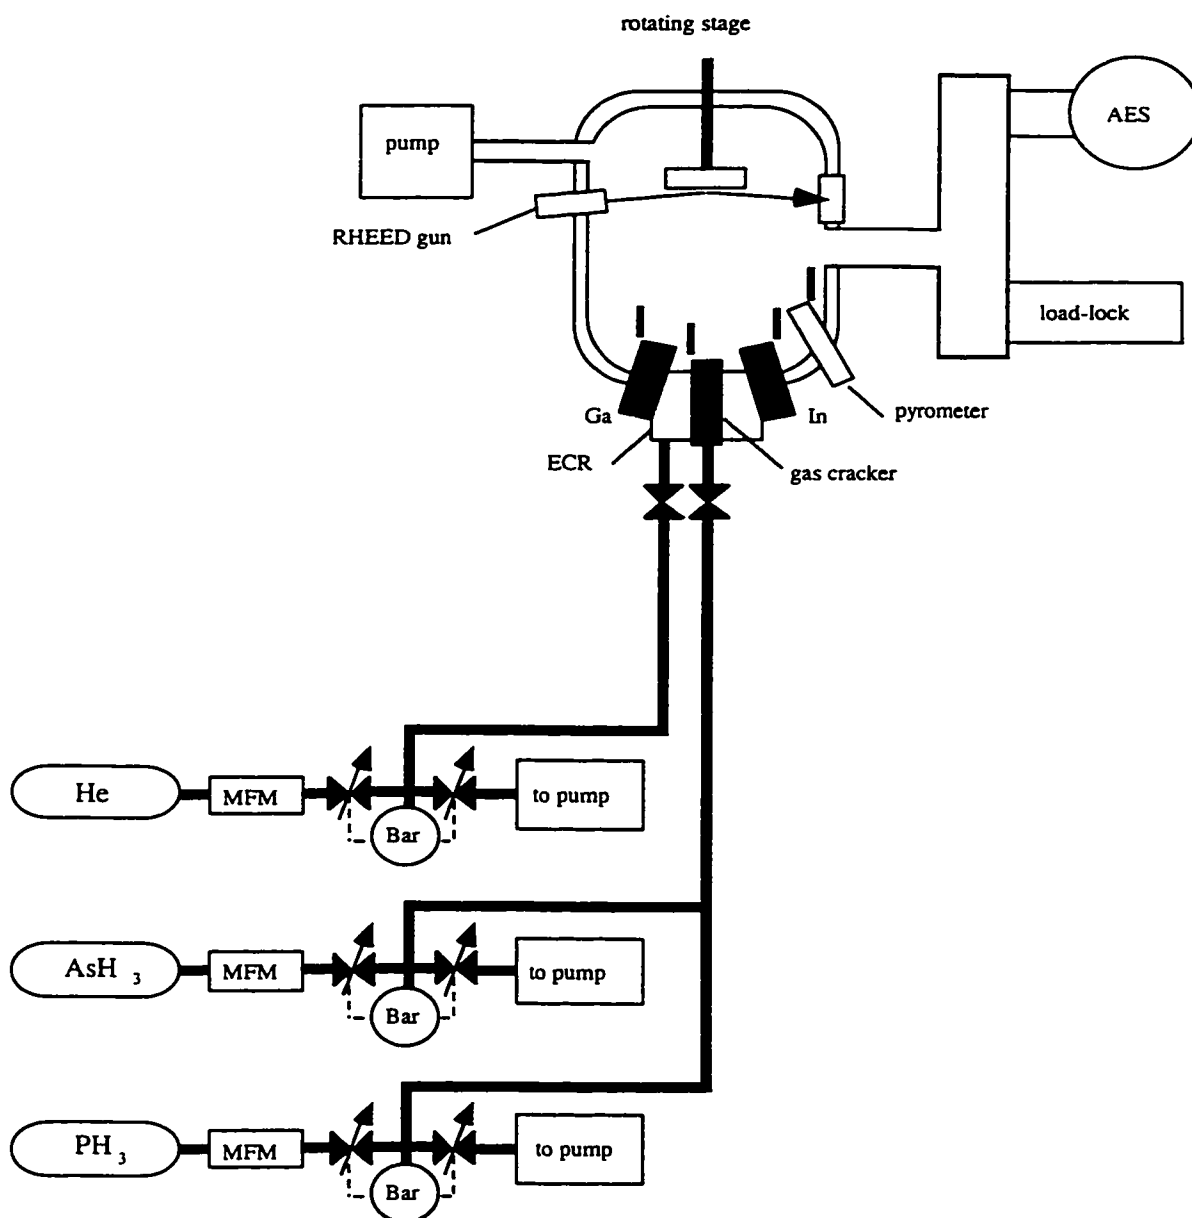 rotating stage
pump
AES
RHEED gun
load-lock
Ga
In
pyrometer
ECR
gas cracker
He
MFM
to pump
Bar
AsH 3
MFM
to pump
Bar
PH 3
MFM
to pump
Bar